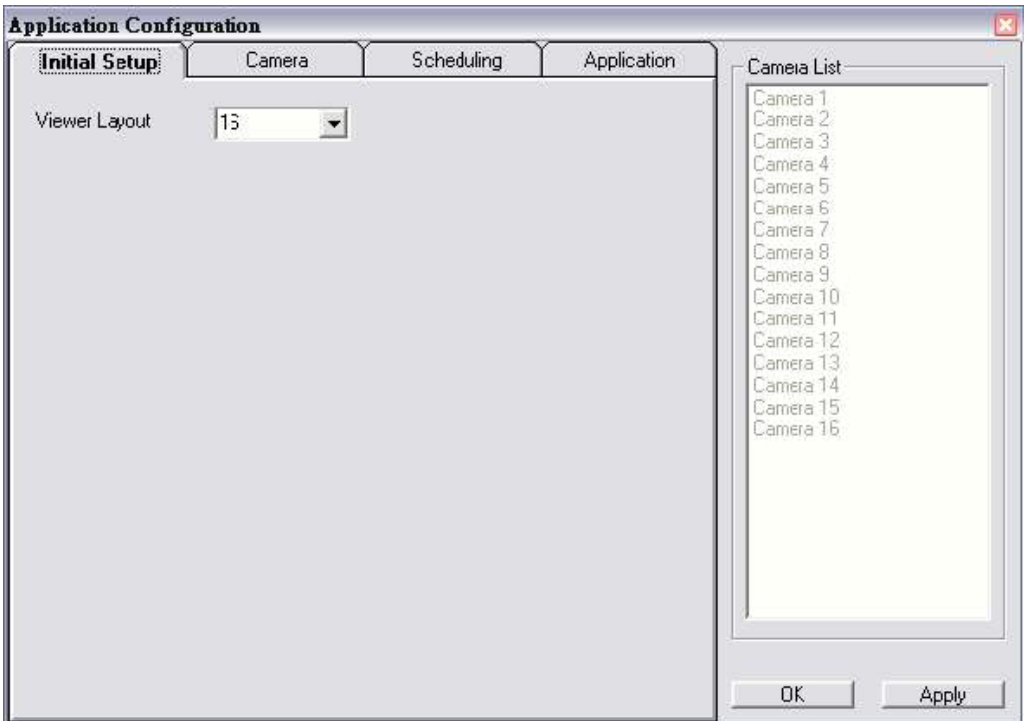 Application Configuration
Initial Setup
Camera
Scheduling
Application
Viewer Layout
16
Camera List
Camera 1
Camera 2
Camera 3
Camera 4
Camera 5
Camera 6
Camera 7
Camera 8
Camera 9
Camera 10
Camera 11
Camera 12
Camera 13
Camera 14
Camera 15
Camera 16
OK
Apply